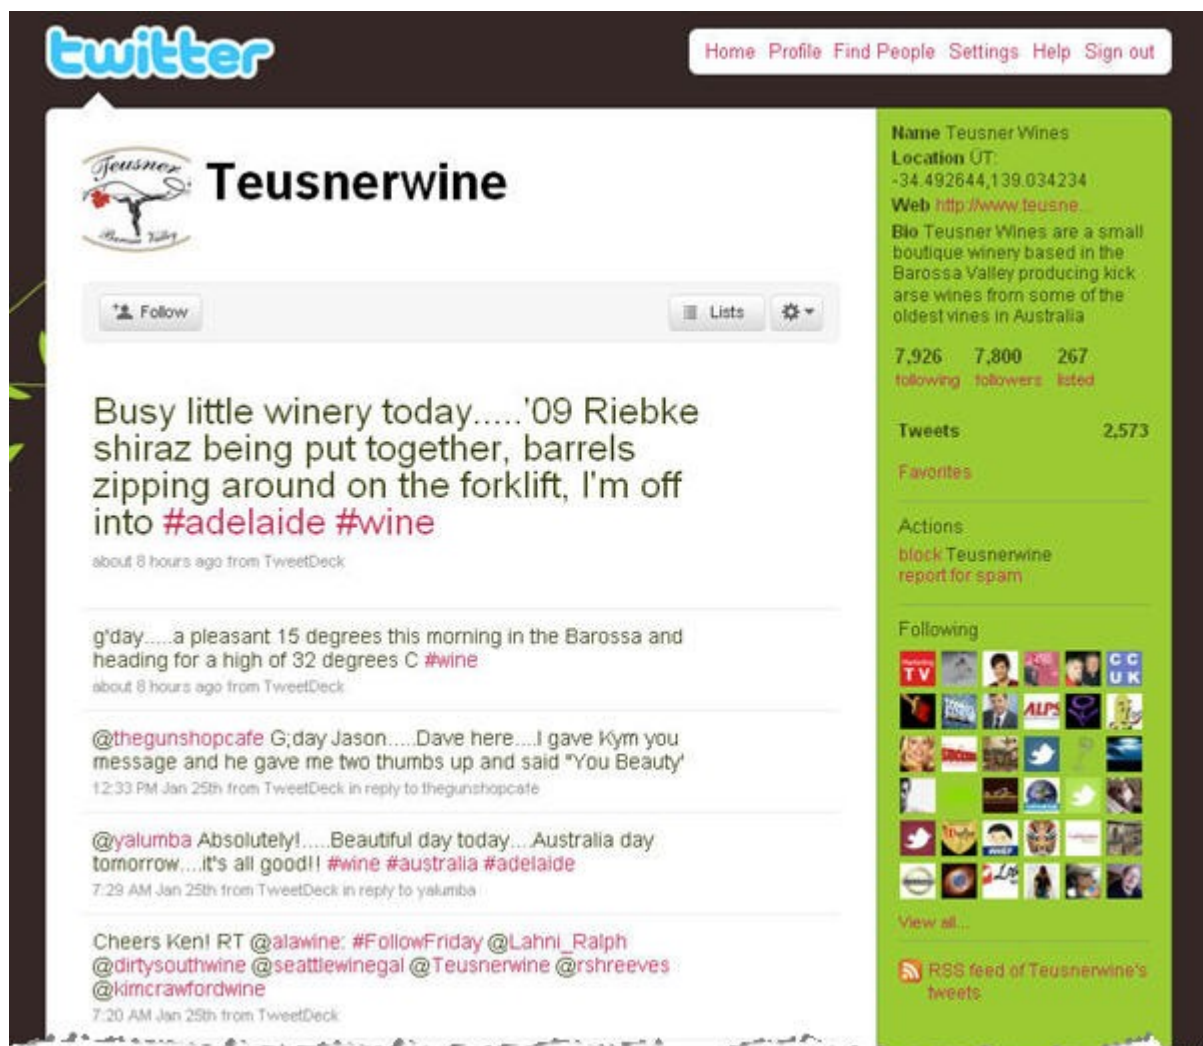 twitter
Home Profile Find People Settings Help Sign out
Teusner
Barossa Valley
Teusnerwine
Follow
Lists
Busy little winery today.....'09 Riebke
shiraz being put together, barrels
zipping around on the forklift, I'm off
into #adelaide #wine
about 8 hours ago from TweetDeck
g'day.....a pleasant 15 degrees this morning in the Barossa and
heading for a high of 32 degrees C #wine
about 8 hours ago from TweetDeck
@thegunshopcafe G;day Jason.....Dave here....I gave Kym you
message and he gave me two thumbs up and said "You Beauty'
12:33 PM Jan 25th from TweetDeck in reply to thegunshopcafe
@yalumba Absolutely!.....Beautiful day today....Australia day
tomorrow....it's all good!! #wine #australia #adelaide
7:29 AM Jan 25th from TweetDeck in reply to yalumba
Cheers Ken! RT @alawine: #FollowFriday @Lahni_Ralph
@dirtysouthwine @seattlewinegal @Teusnerwine @rshreeves
@kimcrawfordwine
7:20 AM Jan 25th from TweetDeck
Name Teusner Wines
Location ÜT:
-34.492644,139.034234
Web http://www.teusne...
Bio Teusner Wines are a small
boutique winery based in the
Barossa Valley producing kick
arse wines from some of the
oldest vines in Australia
7,926 7,800 267
following followers listed
Tweets 2,573
Favorites
Actions
block Teusnerwine
report for spam
Following
TV
CC
UK
ALPS
View all...
RSS feed of Teusnerwine's
tweets